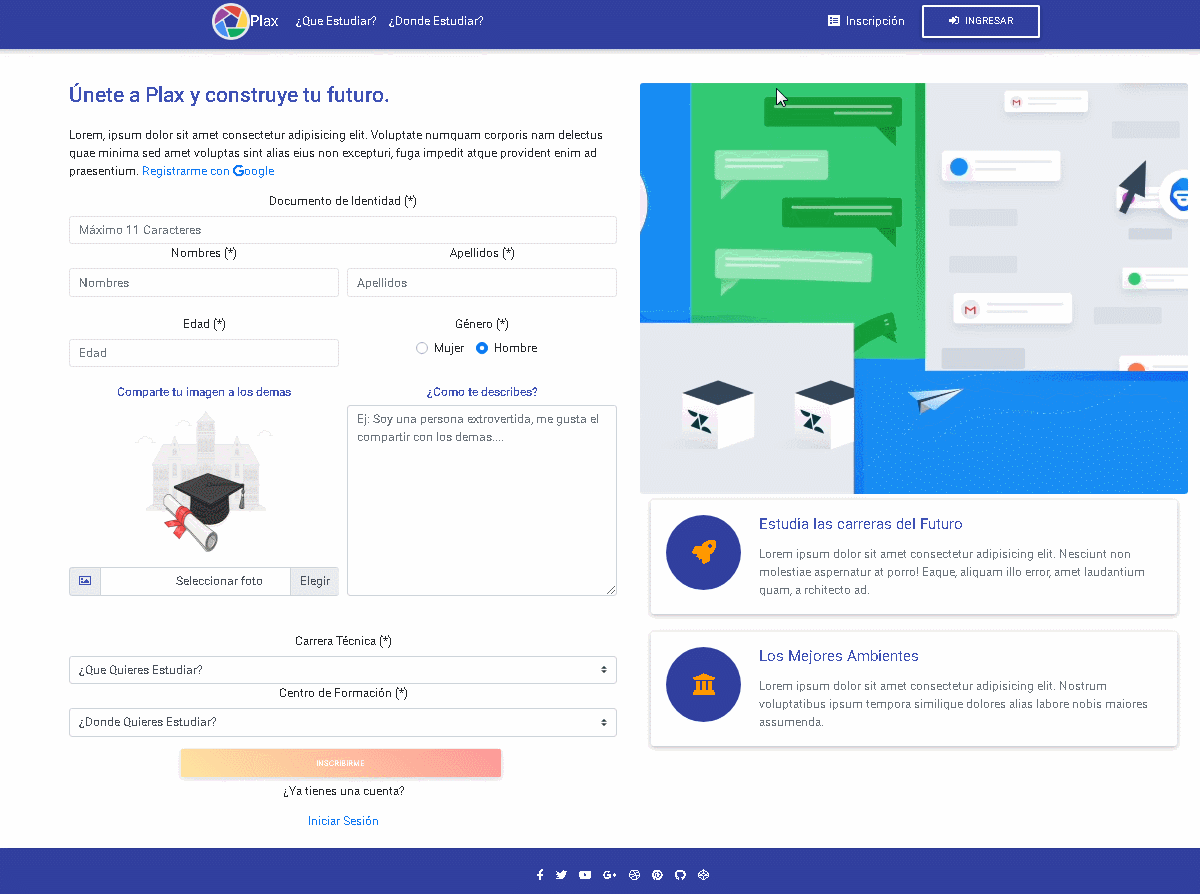 Plax ¿Que Estudiar? ¿Donde Estudiar? Inscripción INGRESAR
Únete a Plax y construye tu futuro.
Lorem, ipsum dolor sit amet consectetur adipisicing elit. Voluptate numquam corporis nam delectus
quae minima sed amet voluptas sint alias eius non excepturi, fuga impedit atque provident enim ad
praesentium. Registrarme con Google
Documento de Identidad (*)
Máximo 11 Caracteres
Nombres (*) Apellidos (*)
Nombres Apellidos
Edad (*) Género (*)
Edad Mujer Hombre
Comparte tu imagen a los demas ¿Como te describes?
Ej: Soy una persona extrovertida, me gusta el
compartir con los demas....
Seleccionar foto Elegir
Carrera Técnica (*)
¿Que Quieres Estudiar?
Centro de Formación (*)
¿Donde Quieres Estudiar?
INSCRIBIRME
¿Ya tienes una cuenta?
Iniciar Sesión
Estudia las carreras del Futuro
Lorem ipsum dolor sit amet consectetur adipisicing elit. Nesciunt non
molestiae aspernatur at porro! Eaque, aliquam illo error, amet laudantium
quam, a rchitecto ad.
Los Mejores Ambientes
Lorem ipsum dolor sit amet consectetur adipisicing elit. Nostrum
voluptatibus ipsum tempora similique dolores alias labore nobis maiores
assumenda.